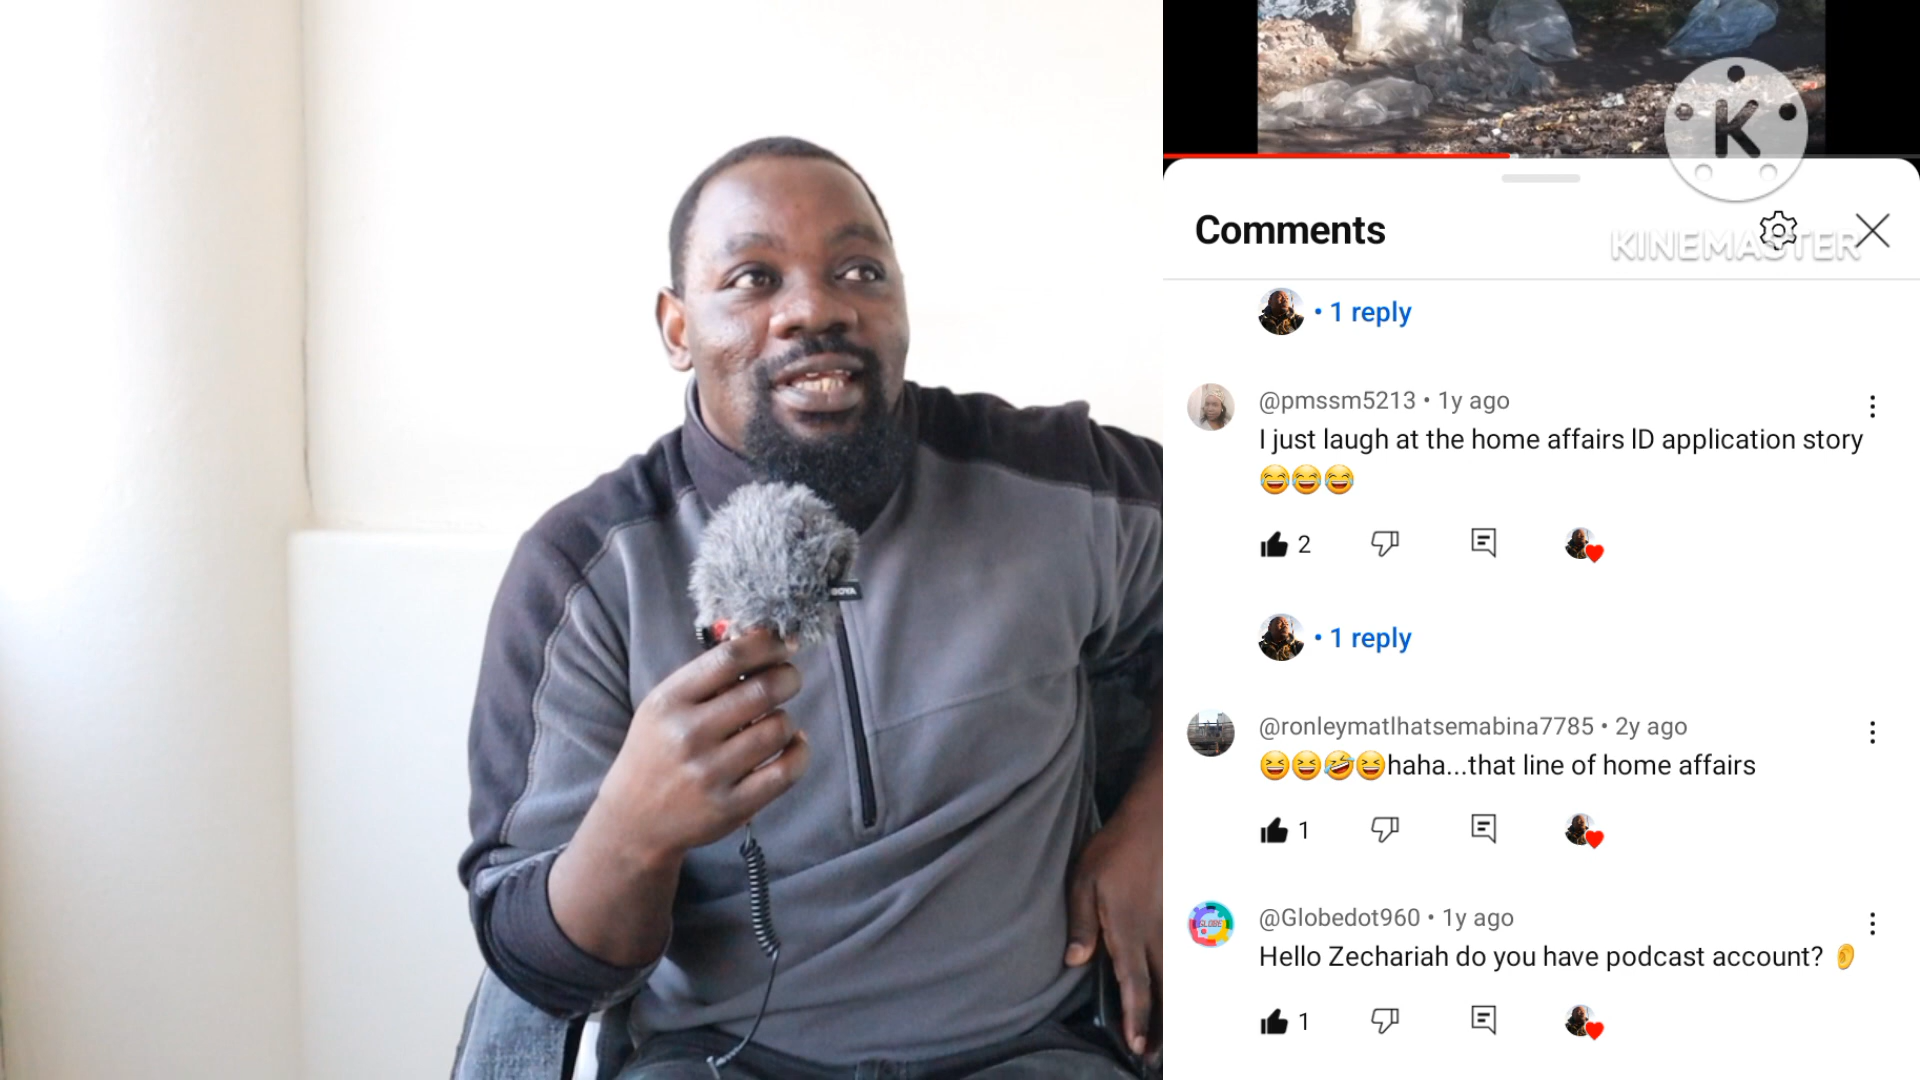 K
KINEMASTER
Comments
• 1 reply
@pmssm5213 • 1y ago
I just laugh at the home affairs ID application story
😂😂😂
2
• 1 reply
@ronleymatlhatsemabina7785 • 2y ago
😆😆🤣😆haha...that line of home affairs
1
@Globedot960 • 1y ago
Hello Zechariah do you have podcast account? 👂
1
BOYA
GLOBE